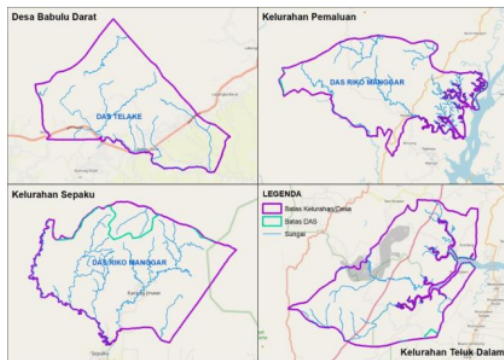 Desa Babulu Darat
DAS TELAKE
Kelurahan Pemaluan
DAS RIKO MANGGAR
Kelurahan Sepaku
DAS RIKO MANGGAR
Sepaku
LEGENDA
Batas Kelurahan/Desa
Batas DAS
Sungai
Kelurahan Teluk Dalam